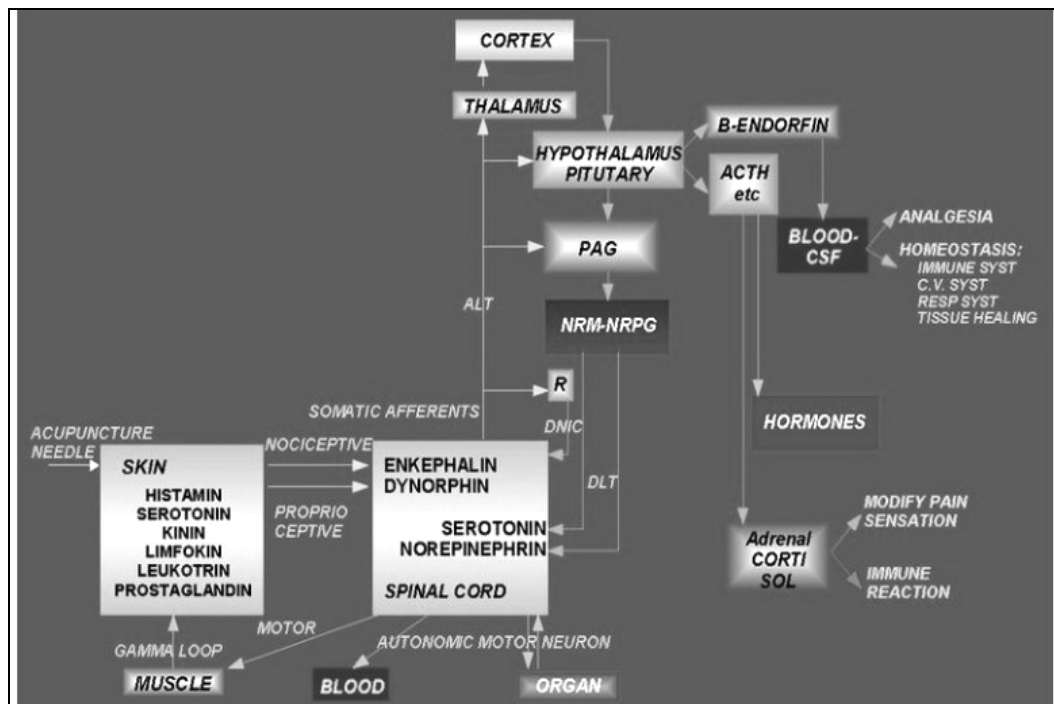 CORTEX
THALAMUS
HYPOTHALAMUS
PITUTARY
B-ENDORFIN
ACTH
etc
BLOOD-
CSF
ANALGESIA
HOMEOSTASIS:
IMMUNE SYST
C.V. SYST
RESP SYST
TISSUE HEALING
PAG
ALT
NRM-NRPG
R
DNIC
DLT
HORMONES
SOMATIC AFFERENTS
ACUPUNCTURE
NEEDLE
NOCICEPTIVE
PROPRIO
CEPTIVE
SKIN
HISTAMIN
SEROTONIN
KININ
LIMFOKIN
LEUKOTRIN
PROSTAGLANDIN
ENKEPHALIN
DYNORPHIN
SEROTONIN
NOREPINEPHRIN
SPINAL CORD
Adrenal
CORTI
SOL
MODIFY PAIN
SENSATION
IMMUNE
REACTION
MOTOR
GAMMA LOOP
AUTONOMIC MOTOR NEURON
MUSCLE
BLOOD
ORGAN